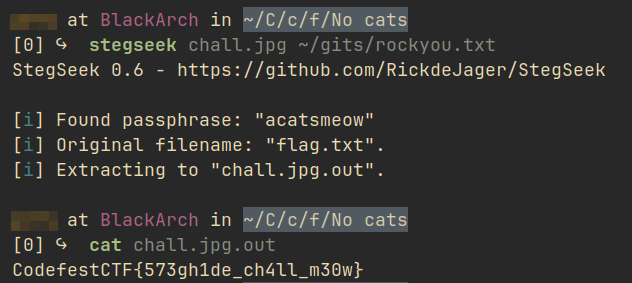 at BlackArch in ~/C/c/f/No cats
[0] ↪ stegseek chall.jpg ~/gits/rockyou.txt
StegSeek 0.6 - https://github.com/RickdeJager/StegSeek
[i] Found passphrase: "acatsmeow"
[i] Original filename: "flag.txt".
[i] Extracting to "chall.jpg.out".
at BlackArch in ~/C/c/f/No cats
[0] ↪ cat chall.jpg.out
CodefestCTF{573gh1de_ch4ll_m30w}